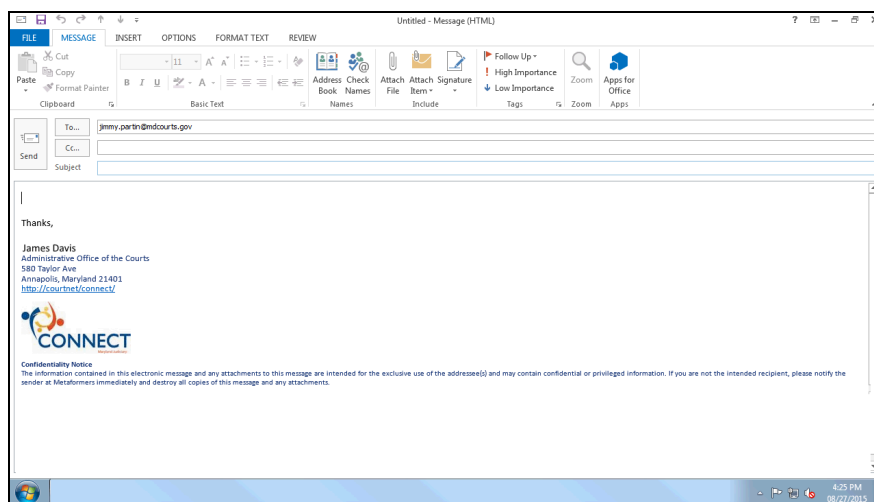 Untitled - Message (HTML)
FILE MESSAGE INSERT OPTIONS FORMAT TEXT REVIEW
Paste
Cut
Copy
Format Painter
Clipboard
11
B I U
Basic Text
Address Book
Check Names
Names
Attach File
Attach Item
Signature
Include
Follow Up
High Importance
Low Importance
Tags
Zoom
Zoom
Apps for Office
Apps
Send
To... jimmy.partin@mdcourts.gov
Cc...
Subject
Thanks,
James Davis
Administrative Office of the Courts
580 Taylor Ave
Annapolis, Maryland 21401
http://courtnet/connect/
CONNECT
Confidentiality Notice
The information contained in this electronic message and any attachments to this message are intended for the exclusive use of the addressee(s) and may contain confidential or privileged information. If you are not the intended recipient, please notify the
sender at Metaformers immediately and destroy all copies of this message and any attachments.
4:25 PM
08/27/2015